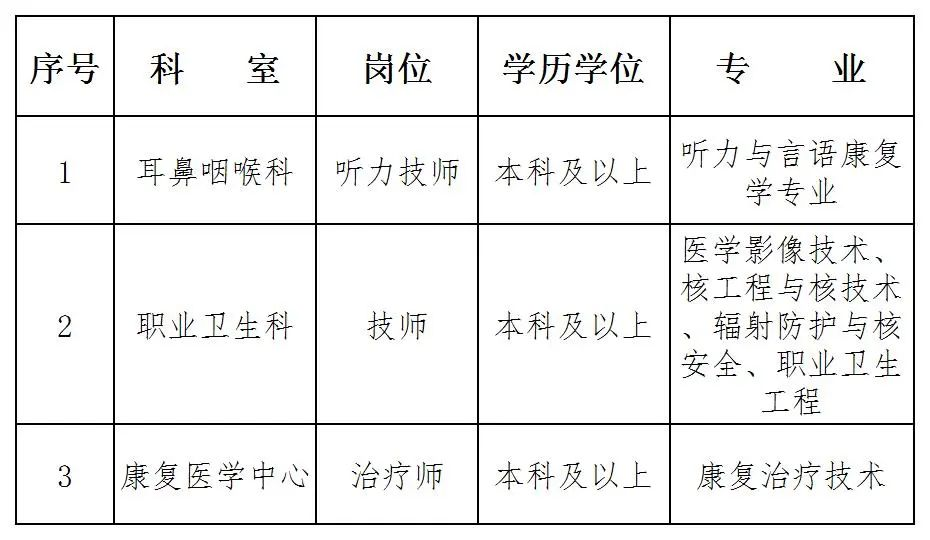 序号 科 室 岗位 学历学位 专 业
1 耳鼻咽喉科 听力技师 本科及以上 听力与言语康复
学专业
2 职业卫生科 技师 本科及以上 医学影像技术、
核工程与核技术
、辐射防护与核
安全、职业卫生
工程
3 康复医学中心 治疗师 本科及以上 康复治疗技术